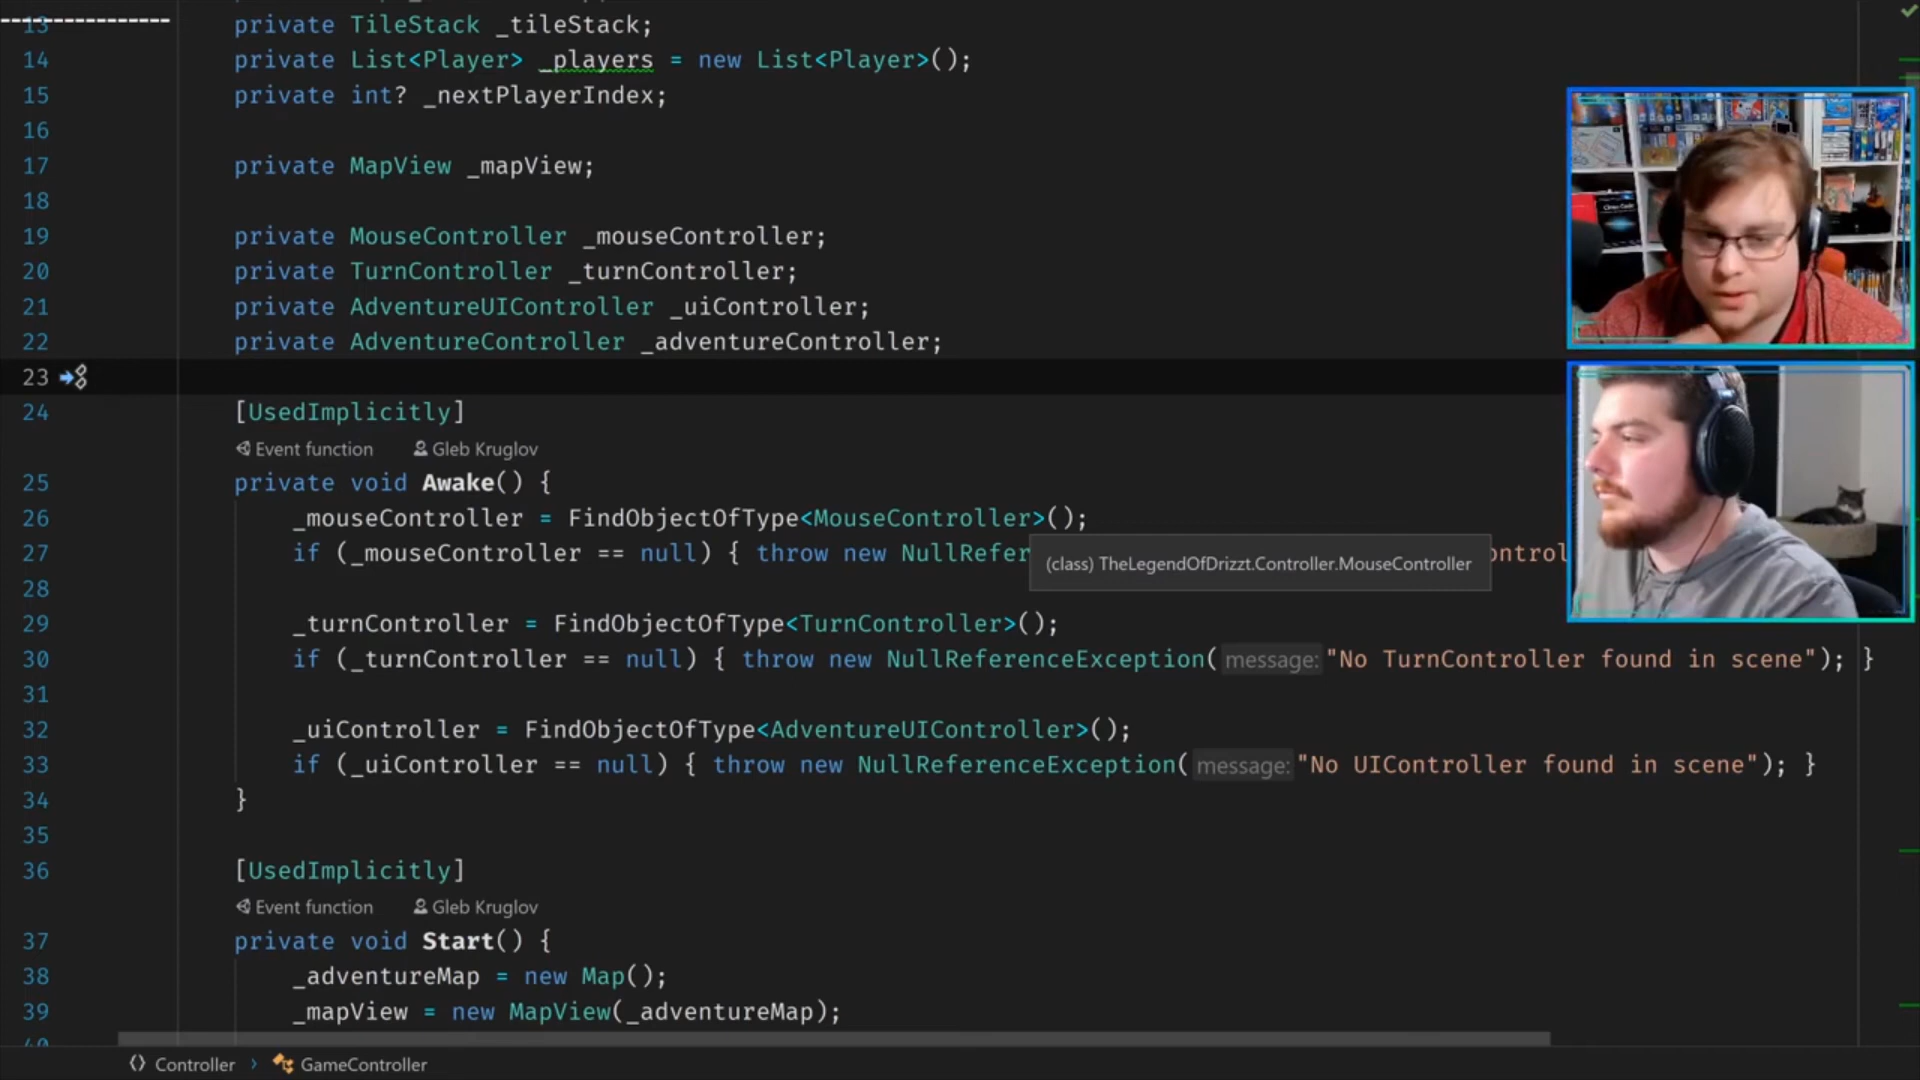 13 private TileStack _tileStack;
14 private List<Player> _players = new List<Player>();
15 private int? _nextPlayerIndex;
16
17 private MapView _mapView;
18
19 private MouseController _mouseController;
20 private TurnController _turnController;
21 private AdventureUIController _uiController;
22 private AdventureController _adventureController;
23
24 [UsedImplicitly]
Event function Gleb Kruglov
25 private void Awake() {
26 _mouseController = FindObjectOfType<MouseController>();
27 if (_mouseController == null) { throw new NullRefer
(class) TheLegendOfDrizzt.Controller.MouseController
28
29 _turnController = FindObjectOfType<TurnController>();
30 if (_turnController == null) { throw new NullReferenceException( message: "No TurnController found in scene"); }
31
32 _uiController = FindObjectOfType<AdventureUIController>();
33 if (_uiController == null) { throw new NullReferenceException( message: "No UIController found in scene"); }
34 }
35
36 [UsedImplicitly]
Event function Gleb Kruglov
37 private void Start() {
38 _adventureMap = new Map();
39 _mapView = new MapView(_adventureMap);
Controller > GameController